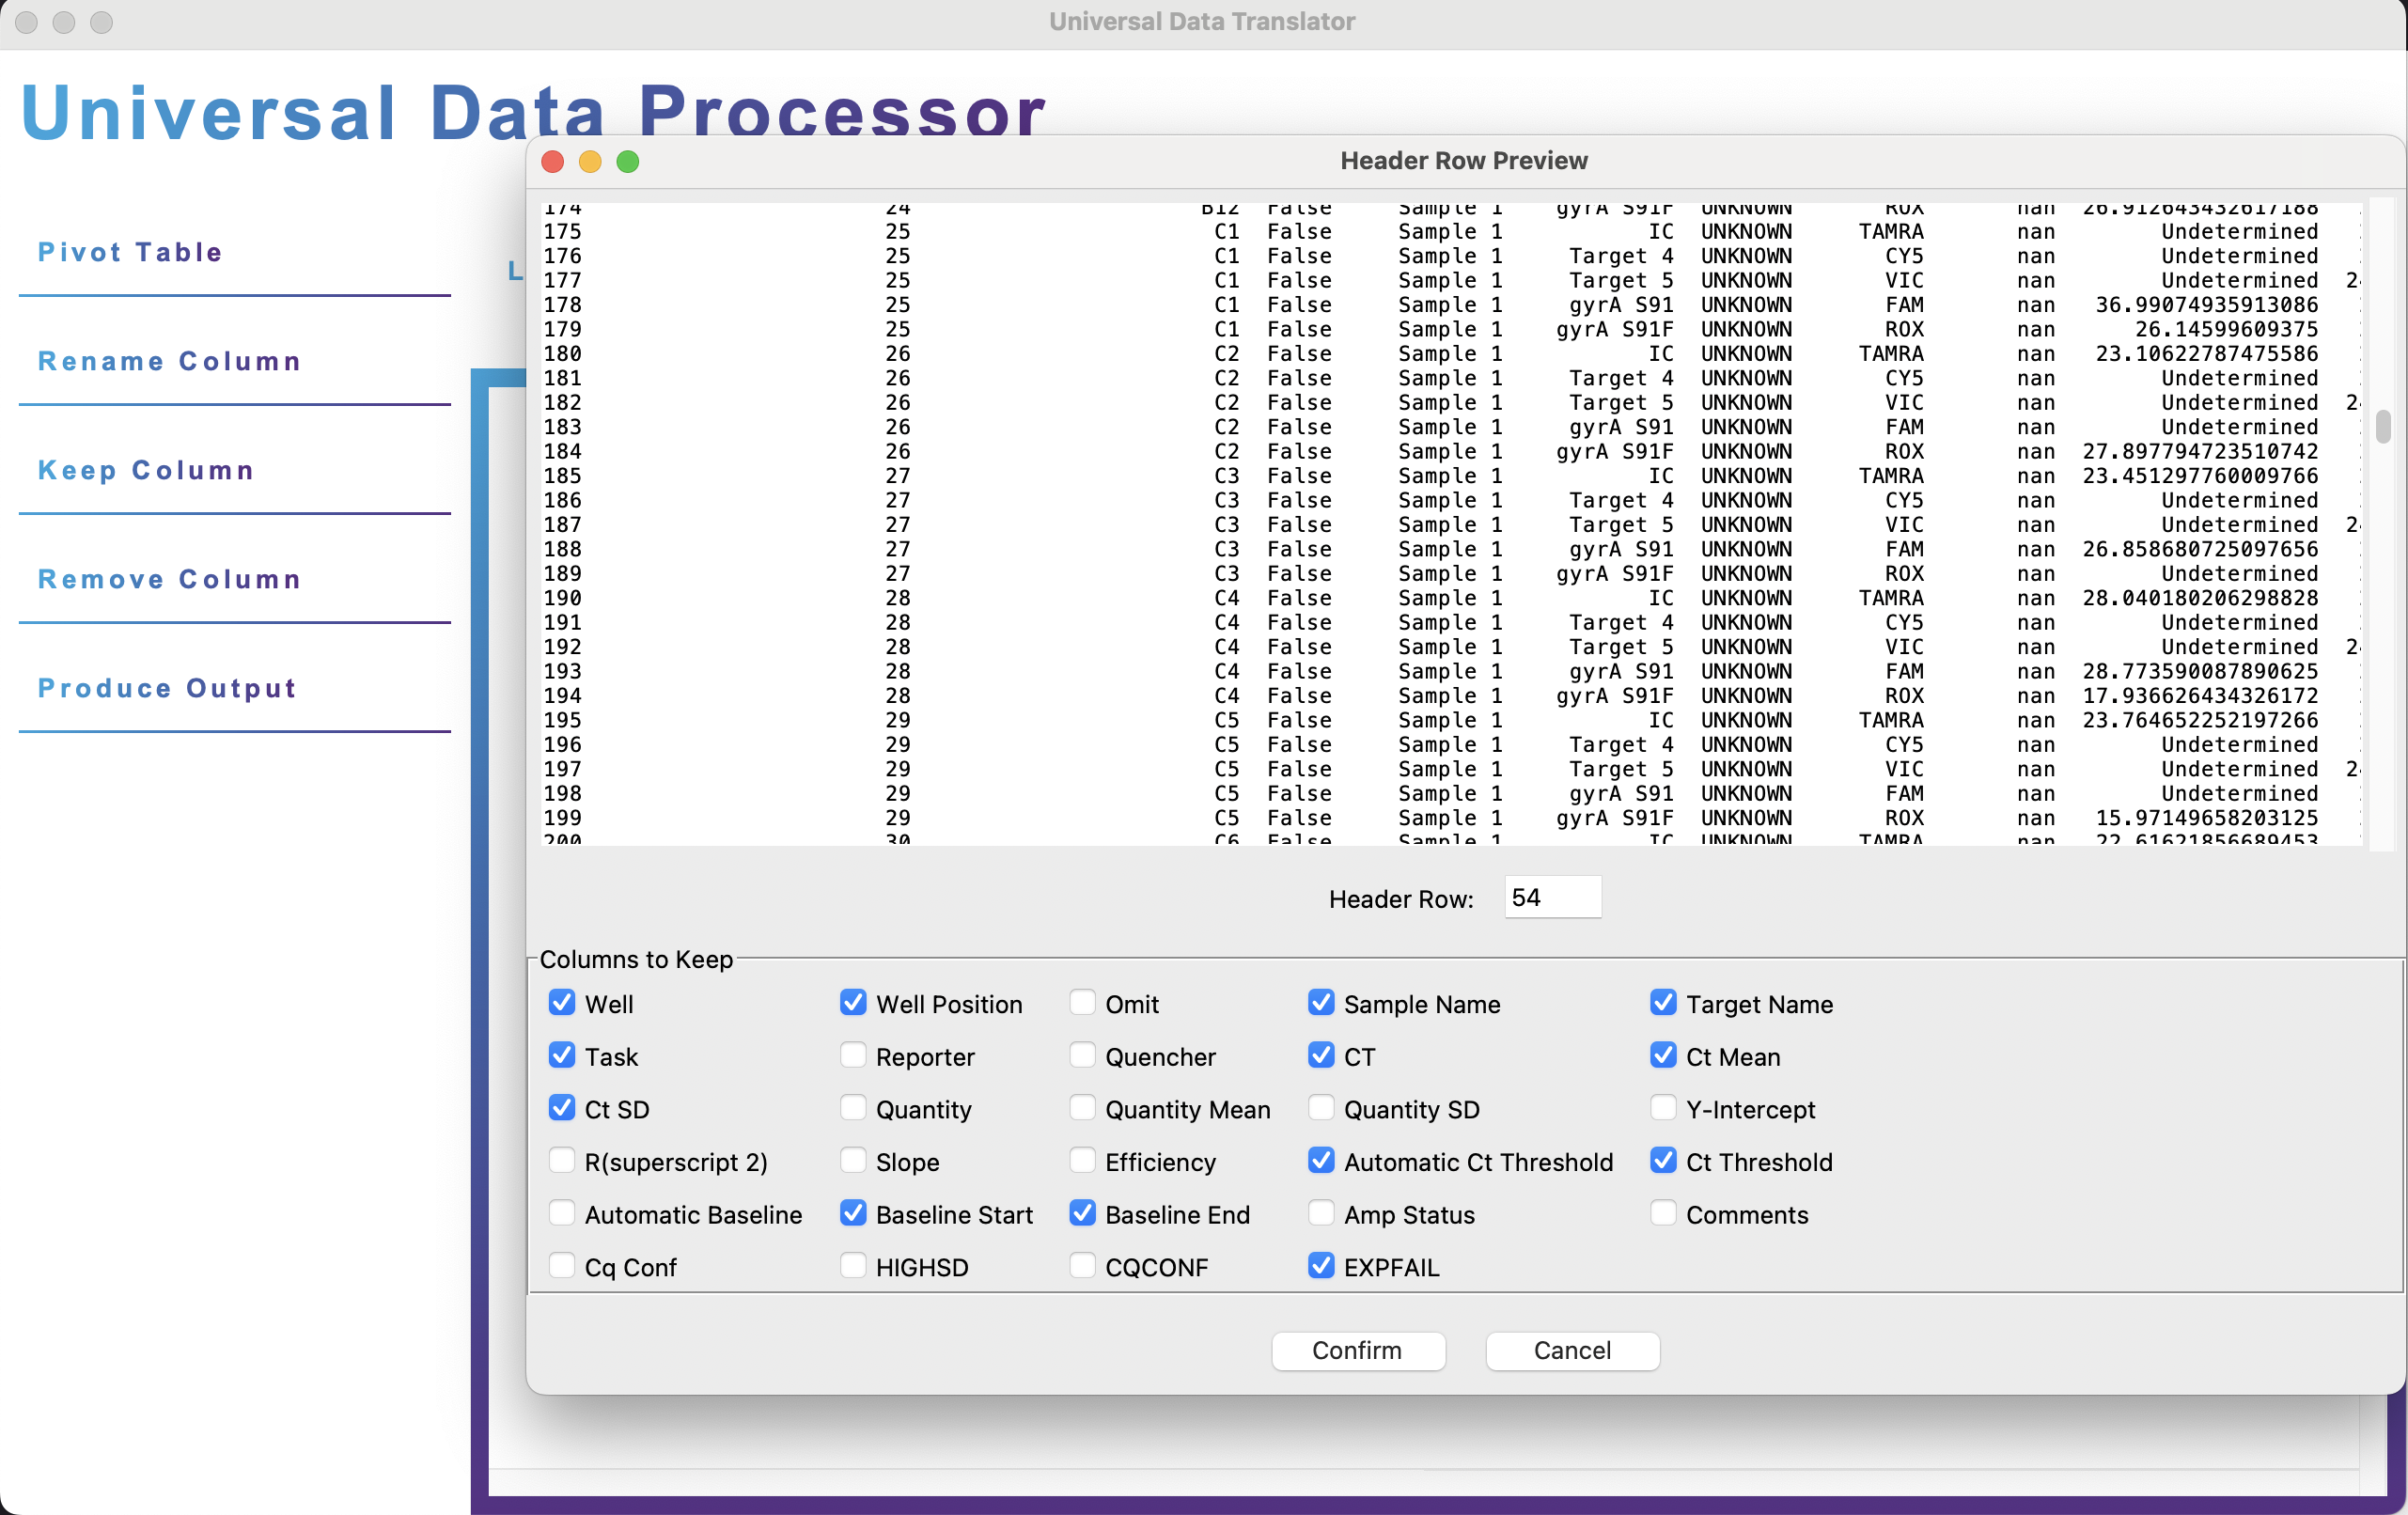 Universal Data Translator
Universal Data Processor
Header Row Preview
Pivot Table
Rename Column
Keep Column
Remove Column
Produce Output
L
174 24 B12 False Sample 1 gyrA S91F UNKNOWN ROX nan 26.912643432617188
175 25 C1 False Sample 1 IC UNKNOWN TAMRA nan Undetermined
176 25 C1 False Sample 1 Target 4 UNKNOWN CY5 nan Undetermined
177 25 C1 False Sample 1 Target 5 UNKNOWN VIC nan Undetermined 24
178 25 C1 False Sample 1 gyrA S91 UNKNOWN FAM nan 36.99074935913086
179 25 C1 False Sample 1 gyrA S91F UNKNOWN ROX nan 26.14599609375
180 26 C2 False Sample 1 IC UNKNOWN TAMRA nan 23.10622787475586
181 26 C2 False Sample 1 Target 4 UNKNOWN CY5 nan Undetermined
182 26 C2 False Sample 1 Target 5 UNKNOWN VIC nan Undetermined 24
183 26 C2 False Sample 1 gyrA S91 UNKNOWN FAM nan Undetermined
184 26 C2 False Sample 1 gyrA S91F UNKNOWN ROX nan 27.897794723510742
185 27 C3 False Sample 1 IC UNKNOWN TAMRA nan 23.451297760009766
186 27 C3 False Sample 1 Target 4 UNKNOWN CY5 nan Undetermined
187 27 C3 False Sample 1 Target 5 UNKNOWN VIC nan Undetermined 24
188 27 C3 False Sample 1 gyrA S91 UNKNOWN FAM nan 26.858680725097656
189 27 C3 False Sample 1 gyrA S91F UNKNOWN ROX nan Undetermined
190 28 C4 False Sample 1 IC UNKNOWN TAMRA nan 28.040180206298828
191 28 C4 False Sample 1 Target 4 UNKNOWN CY5 nan Undetermined
192 28 C4 False Sample 1 Target 5 UNKNOWN VIC nan Undetermined 24
193 28 C4 False Sample 1 gyrA S91 UNKNOWN FAM nan 28.773590087890625
194 28 C4 False Sample 1 gyrA S91F UNKNOWN ROX nan 17.936626434326172
195 29 C5 False Sample 1 IC UNKNOWN TAMRA nan 23.764652252197266
196 29 C5 False Sample 1 Target 4 UNKNOWN CY5 nan Undetermined
197 29 C5 False Sample 1 Target 5 UNKNOWN VIC nan Undetermined 24
198 29 C5 False Sample 1 gyrA S91 UNKNOWN FAM nan Undetermined
199 29 C5 False Sample 1 gyrA S91F UNKNOWN ROX nan 15.97149658203125
200 30 C6 False Sample 1 IC UNKNOWN TAMRA nan 22.61621856689453
Header Row: 54
Columns to Keep
Well Well Position Omit Sample Name Target Name
Task Reporter Quencher CT Ct Mean
Ct SD Quantity Quantity Mean Quantity SD Y-Intercept
R(superscript 2) Slope Efficiency Automatic Ct Threshold Ct Threshold
Automatic Baseline Baseline Start Baseline End Amp Status Comments
Cq Conf HIGHSD CQCONF EXPFAIL
Confirm Cancel